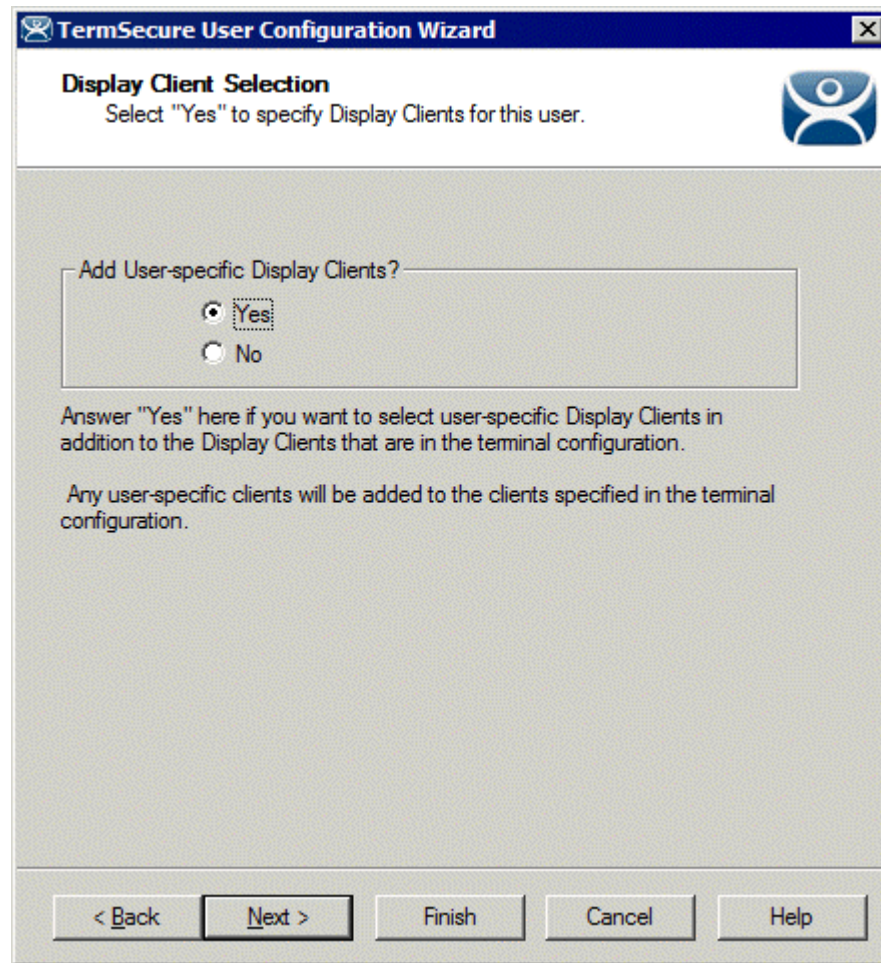 TermSecure User Configuration Wizard
Display Client Selection
Select "Yes" to specify Display Clients for this user.
Add User-specific Display Clients?
Yes
No
Answer "Yes" here if you want to select user-specific Display Clients in
addition to the Display Clients that are in the terminal configuration.
Any user-specific clients will be added to the clients specified in the terminal
configuration.
< Back
Next >
Finish
Cancel
Help